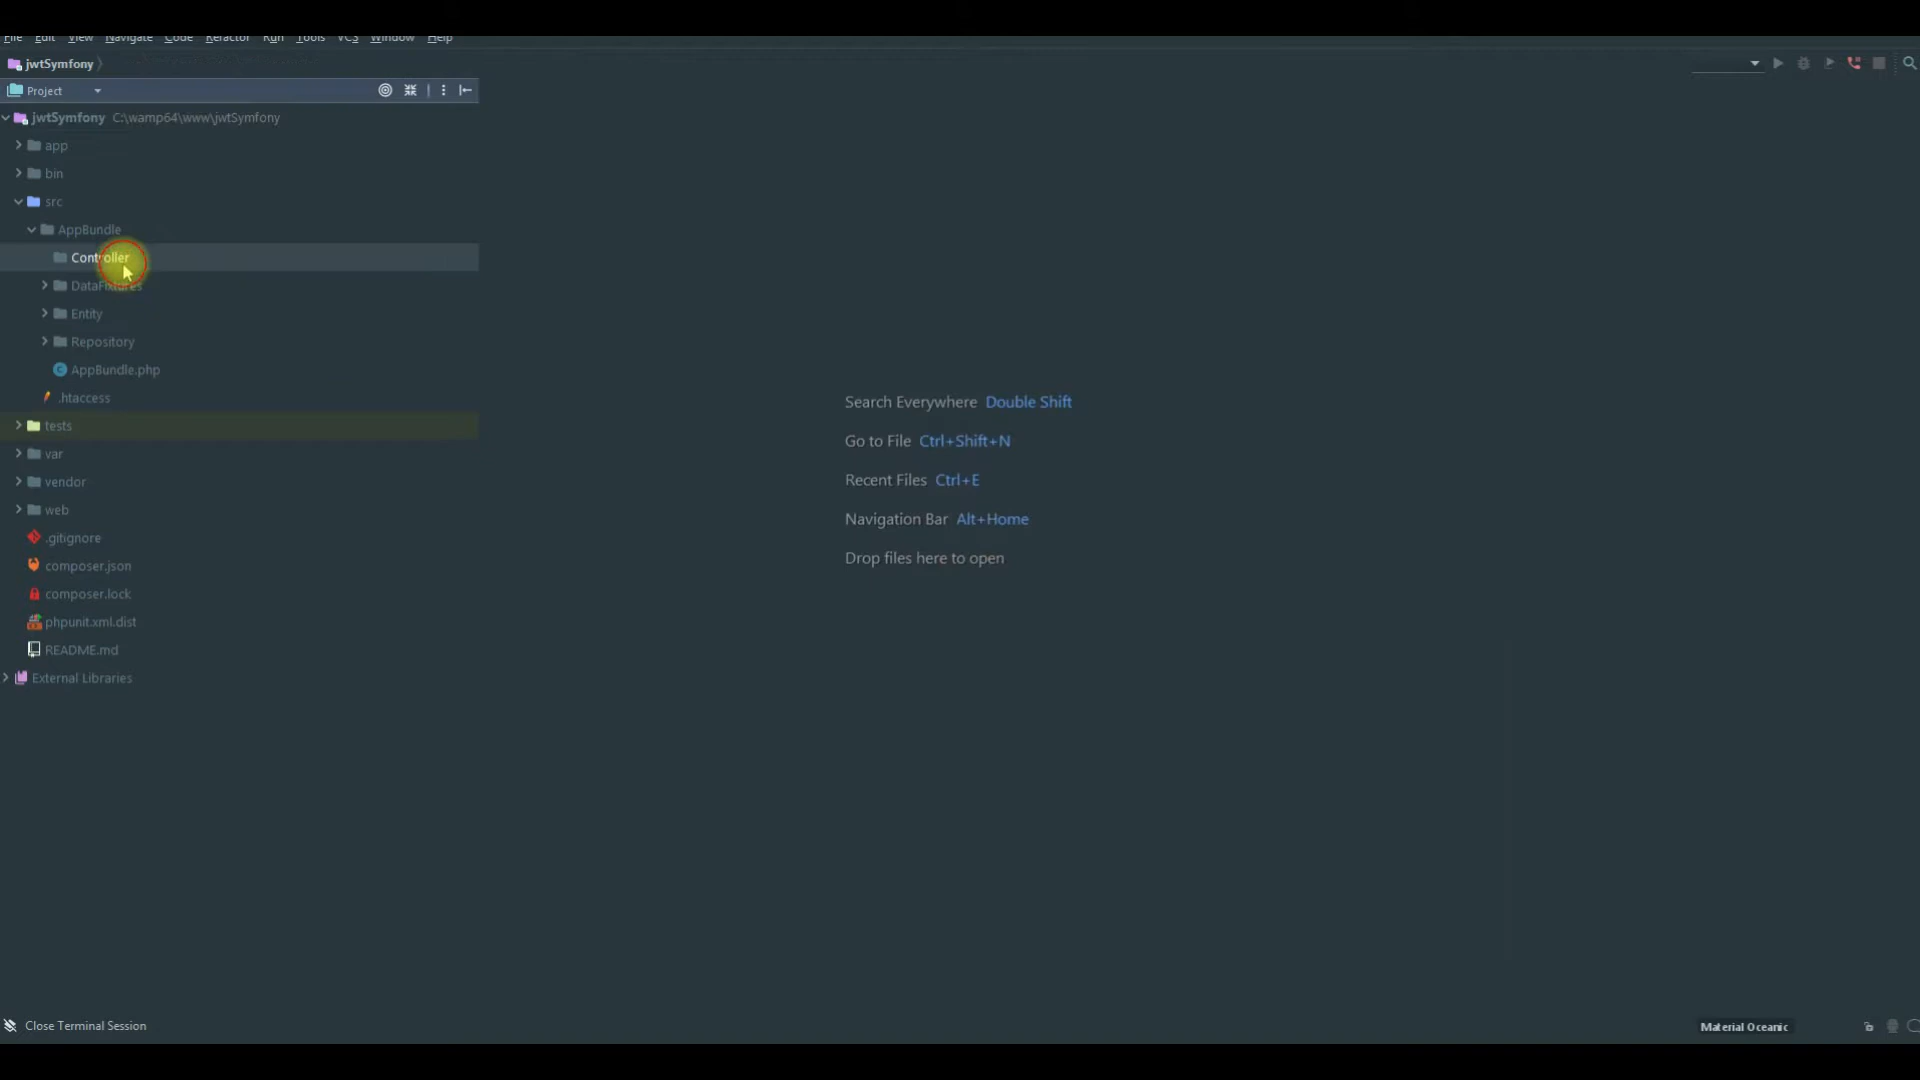 File Edit View Navigate Code Refactor Run Tools VCS Window Help
jwtSymfony
Project
jwtSymfony C:\wamp64\www\jwtSymfony
app
bin
src
AppBundle
Controller
DataFixtures
Entity
Repository
AppBundle.php
.htaccess
tests
var
vendor
web
.gitignore
composer.json
composer.lock
phpunit.xml.dist
README.md
External Libraries
Search Everywhere Double Shift
Go to File Ctrl+Shift+N
Recent Files Ctrl+E
Navigation Bar Alt+Home
Drop files here to open
Close Terminal Session
Material Oceanic